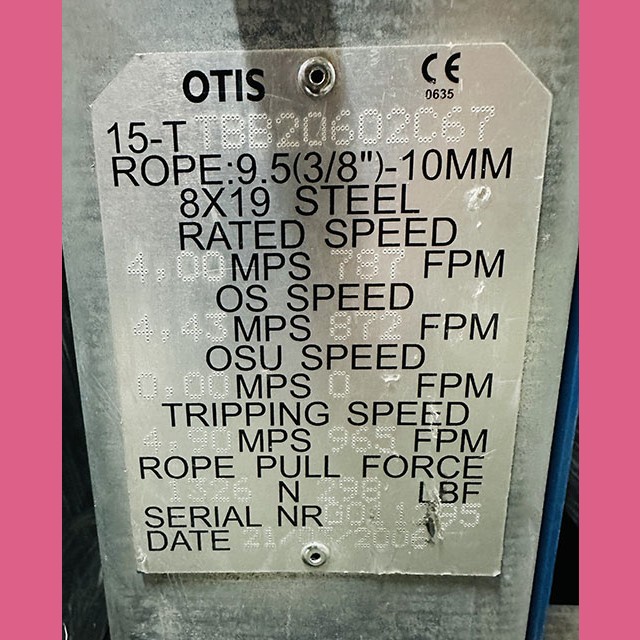 OTIS CE
0635
15-T TBB20602C67
ROPE:9.5(3/8")-10MM
8X19 STEEL
RATED SPEED
4,00 MPS 787 FPM
OS SPEED
4,43 MPS 872 FPM
OSU SPEED
0,00 MPS 0 FPM
TRIPPING SPEED
4,90 MPS 965 FPM
ROPE PULL FORCE
1326 N 298 LBF
SERIAL NR
DATE